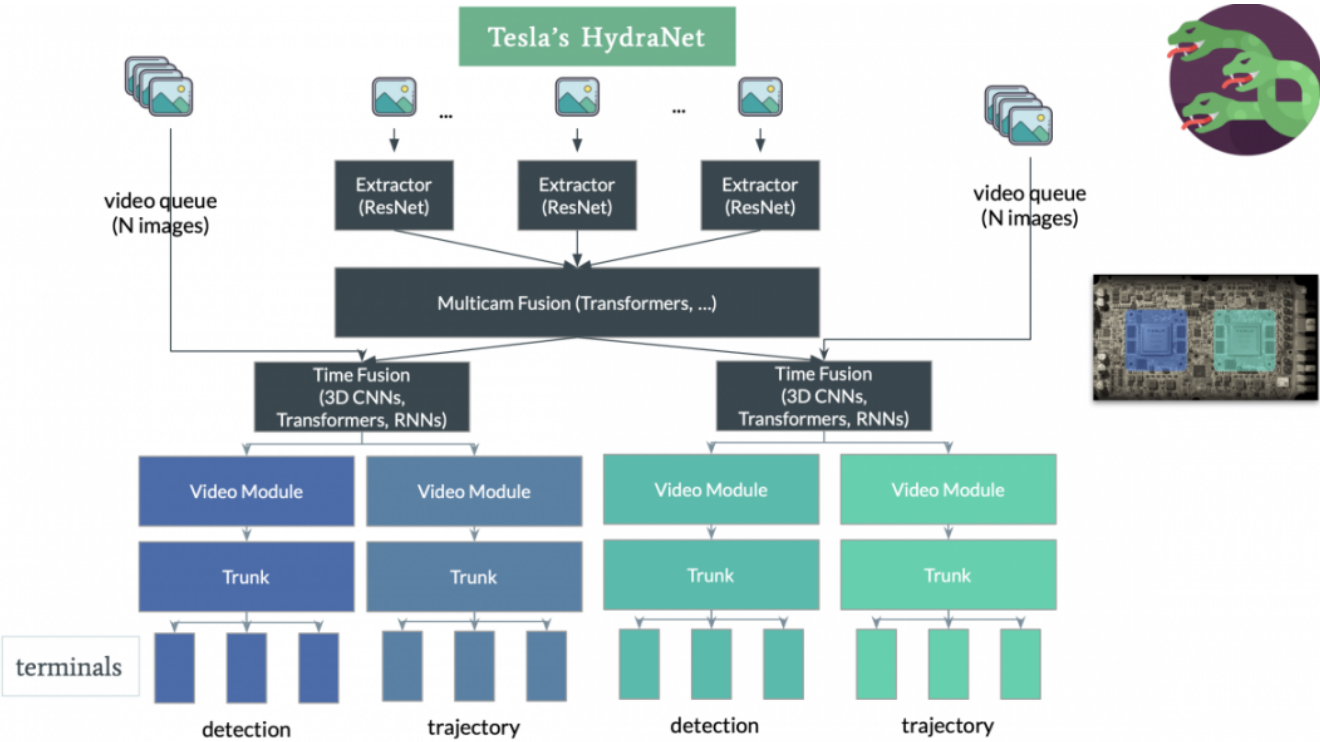 Tesla's HydraNet
...
...
video queue
(N images)
Extractor
(ResNet)
Extractor
(ResNet)
Extractor
(ResNet)
video queue
(N images)
Multicam Fusion (Transformers, ...)
Time Fusion
(3D CNNs,
Transformers, RNNs)
Time Fusion
(3D CNNs,
Transformers, RNNs)
Video Module
Video Module
Video Module
Video Module
Trunk
Trunk
Trunk
Trunk
terminals
detection
trajectory
detection
trajectory